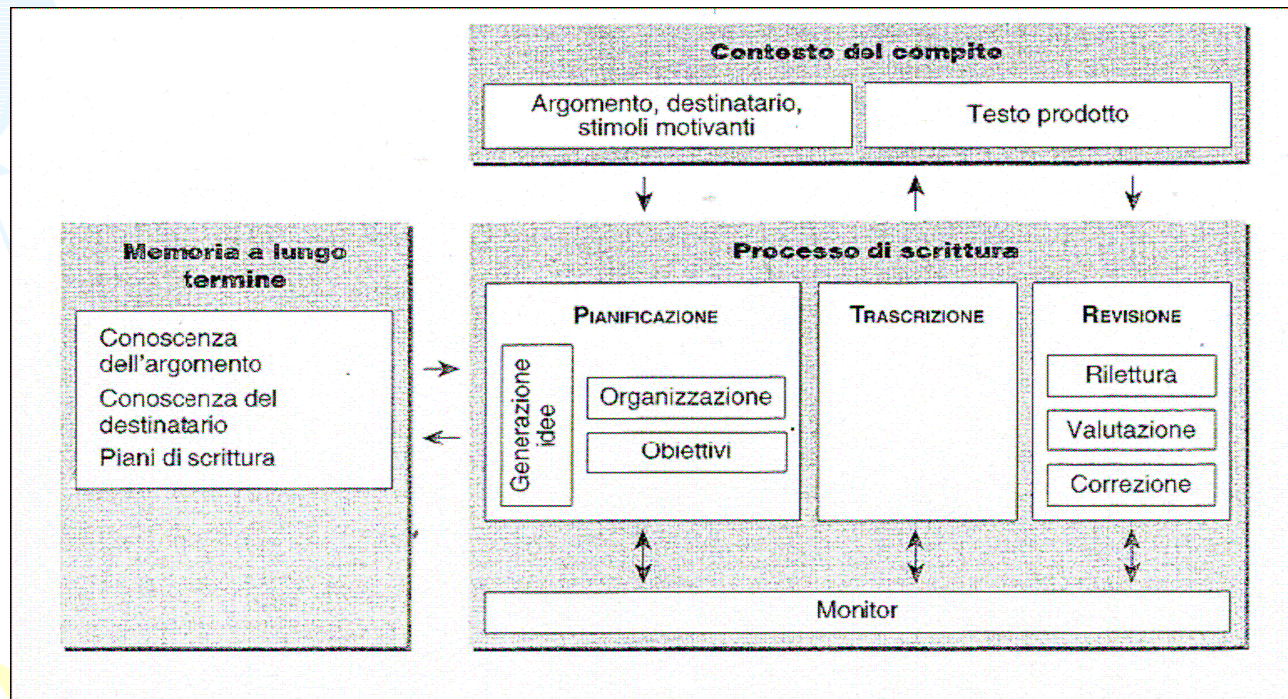 Contesto del compito
Argomento, destinatario,
stimoli motivanti
Testo prodotto
Memoria a lungo
termine
Conoscenza
dell'argomento
Conoscenza del
destinatario
Piani di scrittura
Processo di scrittura
PIANIFICAZIONE
Generazione
idee
Organizzazione
Obiettivi
TRASCRIZIONE
REVISIONE
Rilettura
Valutazione
Correzione
Monitor